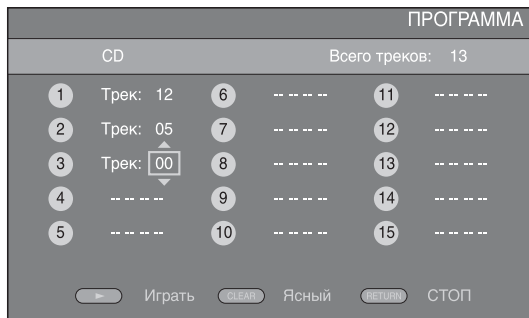 ПРОГРАММА
CD Всего треков: 13
1 Трек: 12 6 -- -- -- -- 11 -- -- -- --
2 Трек: 05 7 -- -- -- -- 12 -- -- -- --
3 Трек: 00 8 -- -- -- -- 13 -- -- -- --
4 -- -- -- -- 9 -- -- -- -- 14 -- -- -- --
5 -- -- -- -- 10 -- -- -- -- 15 -- -- -- --
Играть CLEAR Ясный RETURN СТОП